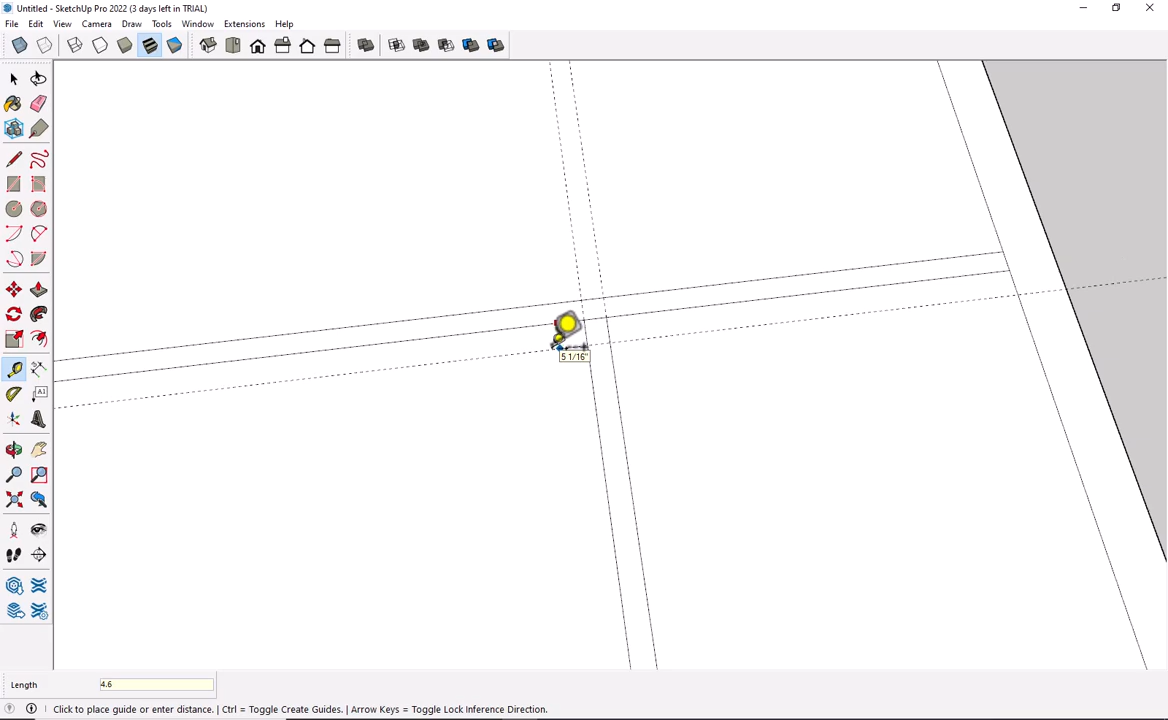 Untitled - SketchUp Pro 2022 (3 days left in TRIAL)
File Edit View Camera Draw Tools Window Extensions Help
5 1/16"
Length 4.6
Click to place guide or enter distance. | Ctrl = Toggle Create Guides. | Arrow Keys = Toggle Lock Inference Direction.